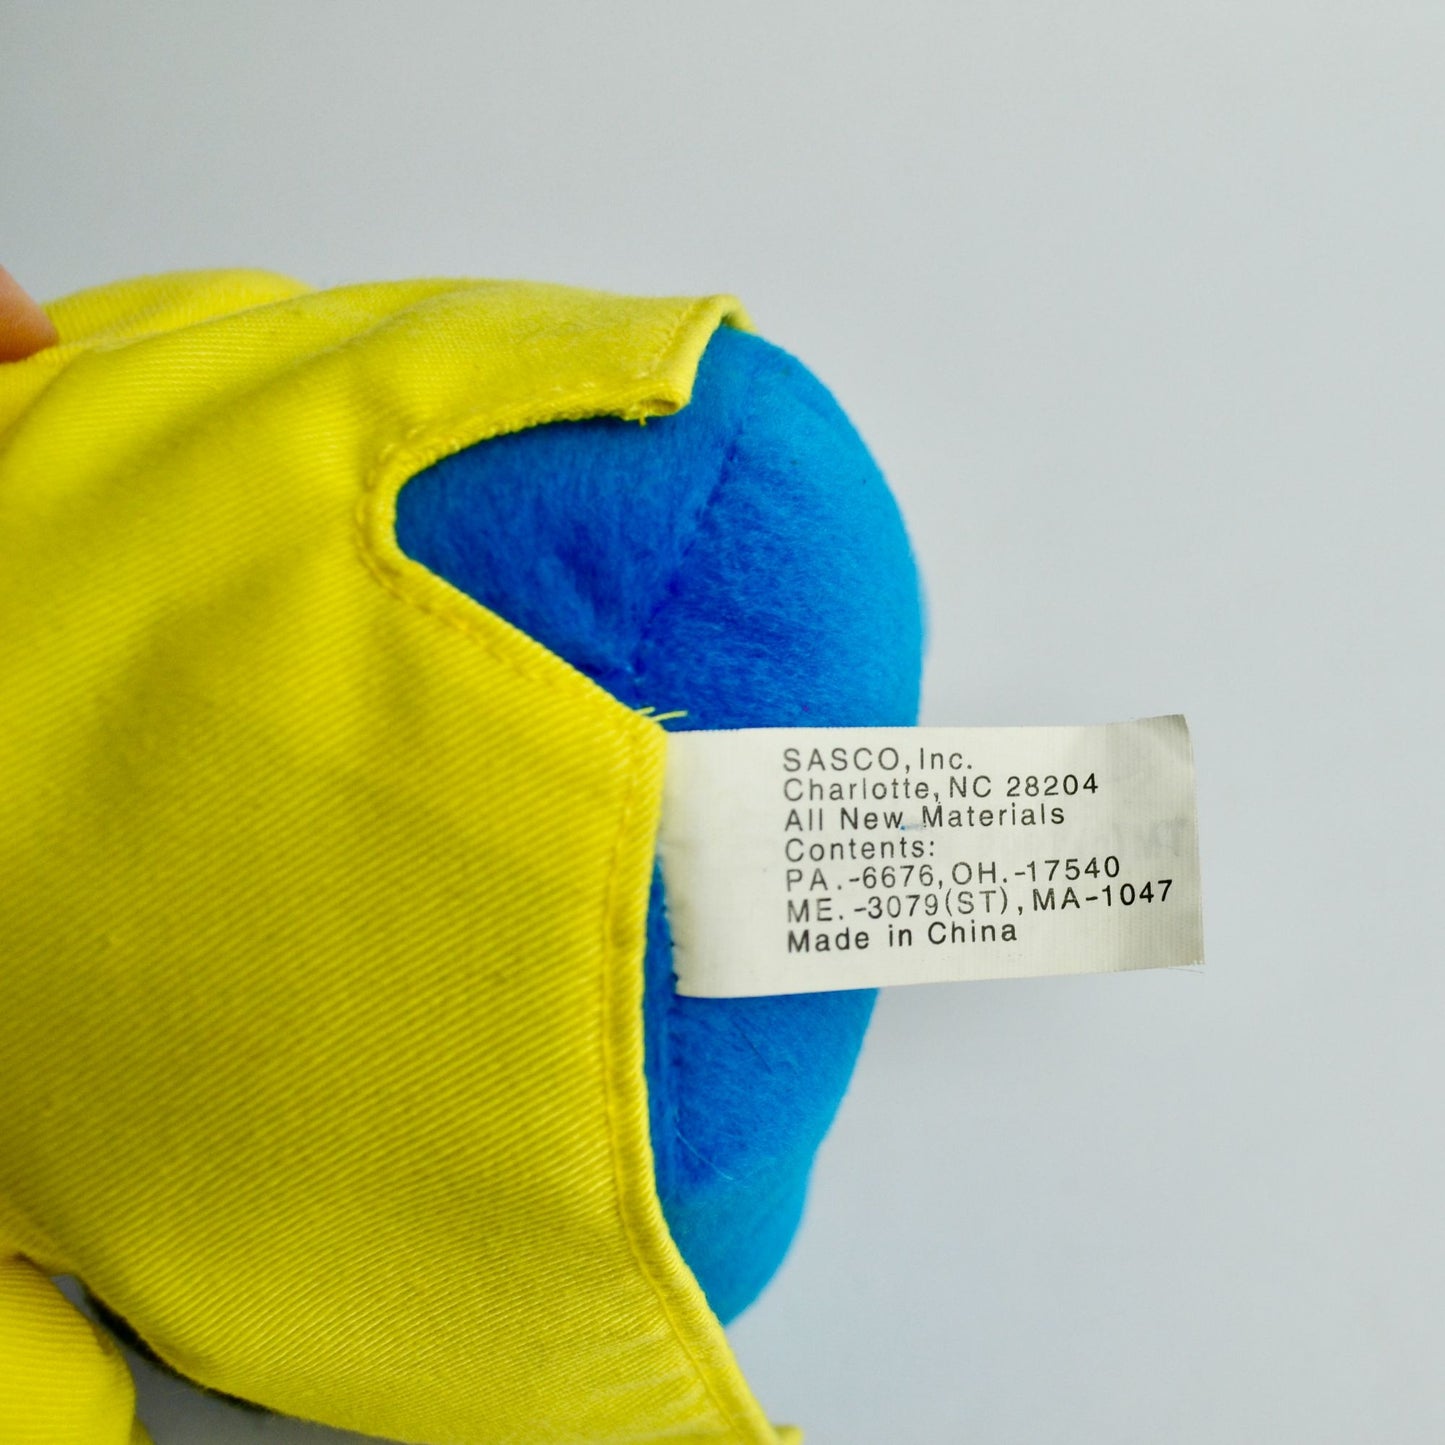 SASCO, Inc.
Charlotte, NC 28204
All New Materials
Contents:
PA.-6676, OH.-17540
ME.-3079(ST), MA-1047
Made in China